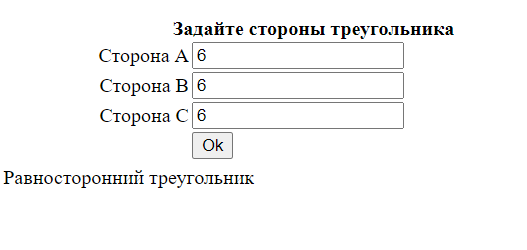 Задайте стороны треугольника
Сторона A 6
Сторона B 6
Сторона C 6
Ok
Равносторонний треугольник